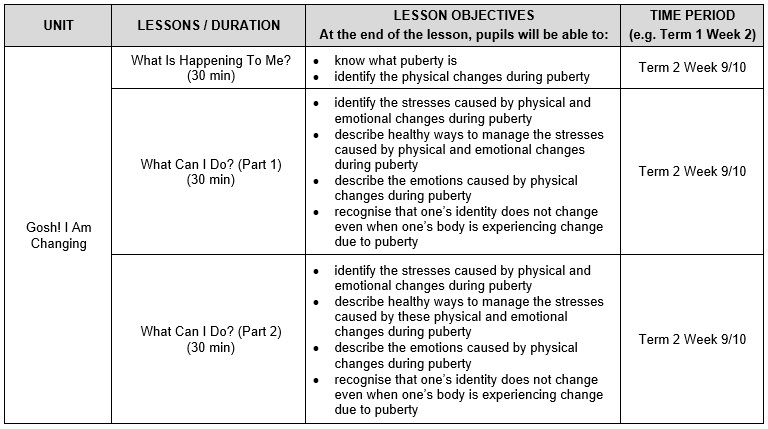 UNIT
LESSONS / DURATION
LESSON OBJECTIVES
At the end of the lesson, pupils will be able to:
TIME PERIOD
(e.g. Term 1 Week 2)
Gosh! I Am
Changing
What Is Happening To Me?
(30 min)
• know what puberty is
• identify the physical changes during puberty
Term 2 Week 9/10
What Can I Do? (Part 1)
(30 min)
• identify the stresses caused by physical and
emotional changes during puberty
• describe healthy ways to manage the stresses
caused by physical and emotional changes
during puberty
• describe the emotions caused by physical
changes during puberty
• recognise that one’s identity does not change
even when one’s body is experiencing change
due to puberty
Term 2 Week 9/10
What Can I Do? (Part 2)
(30 min)
• identify the stresses caused by physical and
emotional changes during puberty
• describe healthy ways to manage the stresses
caused by these physical and emotional
changes during puberty
• describe the emotions caused by physical
changes during puberty
• recognise that one’s identity does not change
even when one’s body is experiencing change
due to puberty
Term 2 Week 9/10